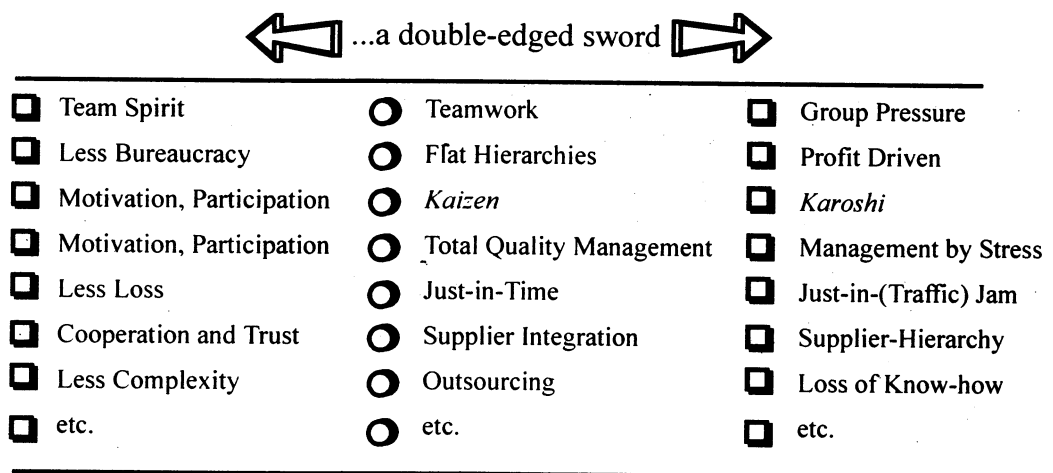 ...a double-edged sword
Team Spirit Teamwork Group Pressure
Less Bureaucracy Flat Hierarchies Profit Driven
Motivation, Participation Kaizen Karoshi
Motivation, Participation Total Quality Management Management by Stress
Less Loss Just-in-Time Just-in-(Traffic) Jam
Cooperation and Trust Supplier Integration Supplier-Hierarchy
Less Complexity Outsourcing Loss of Know-how
etc. etc. etc.